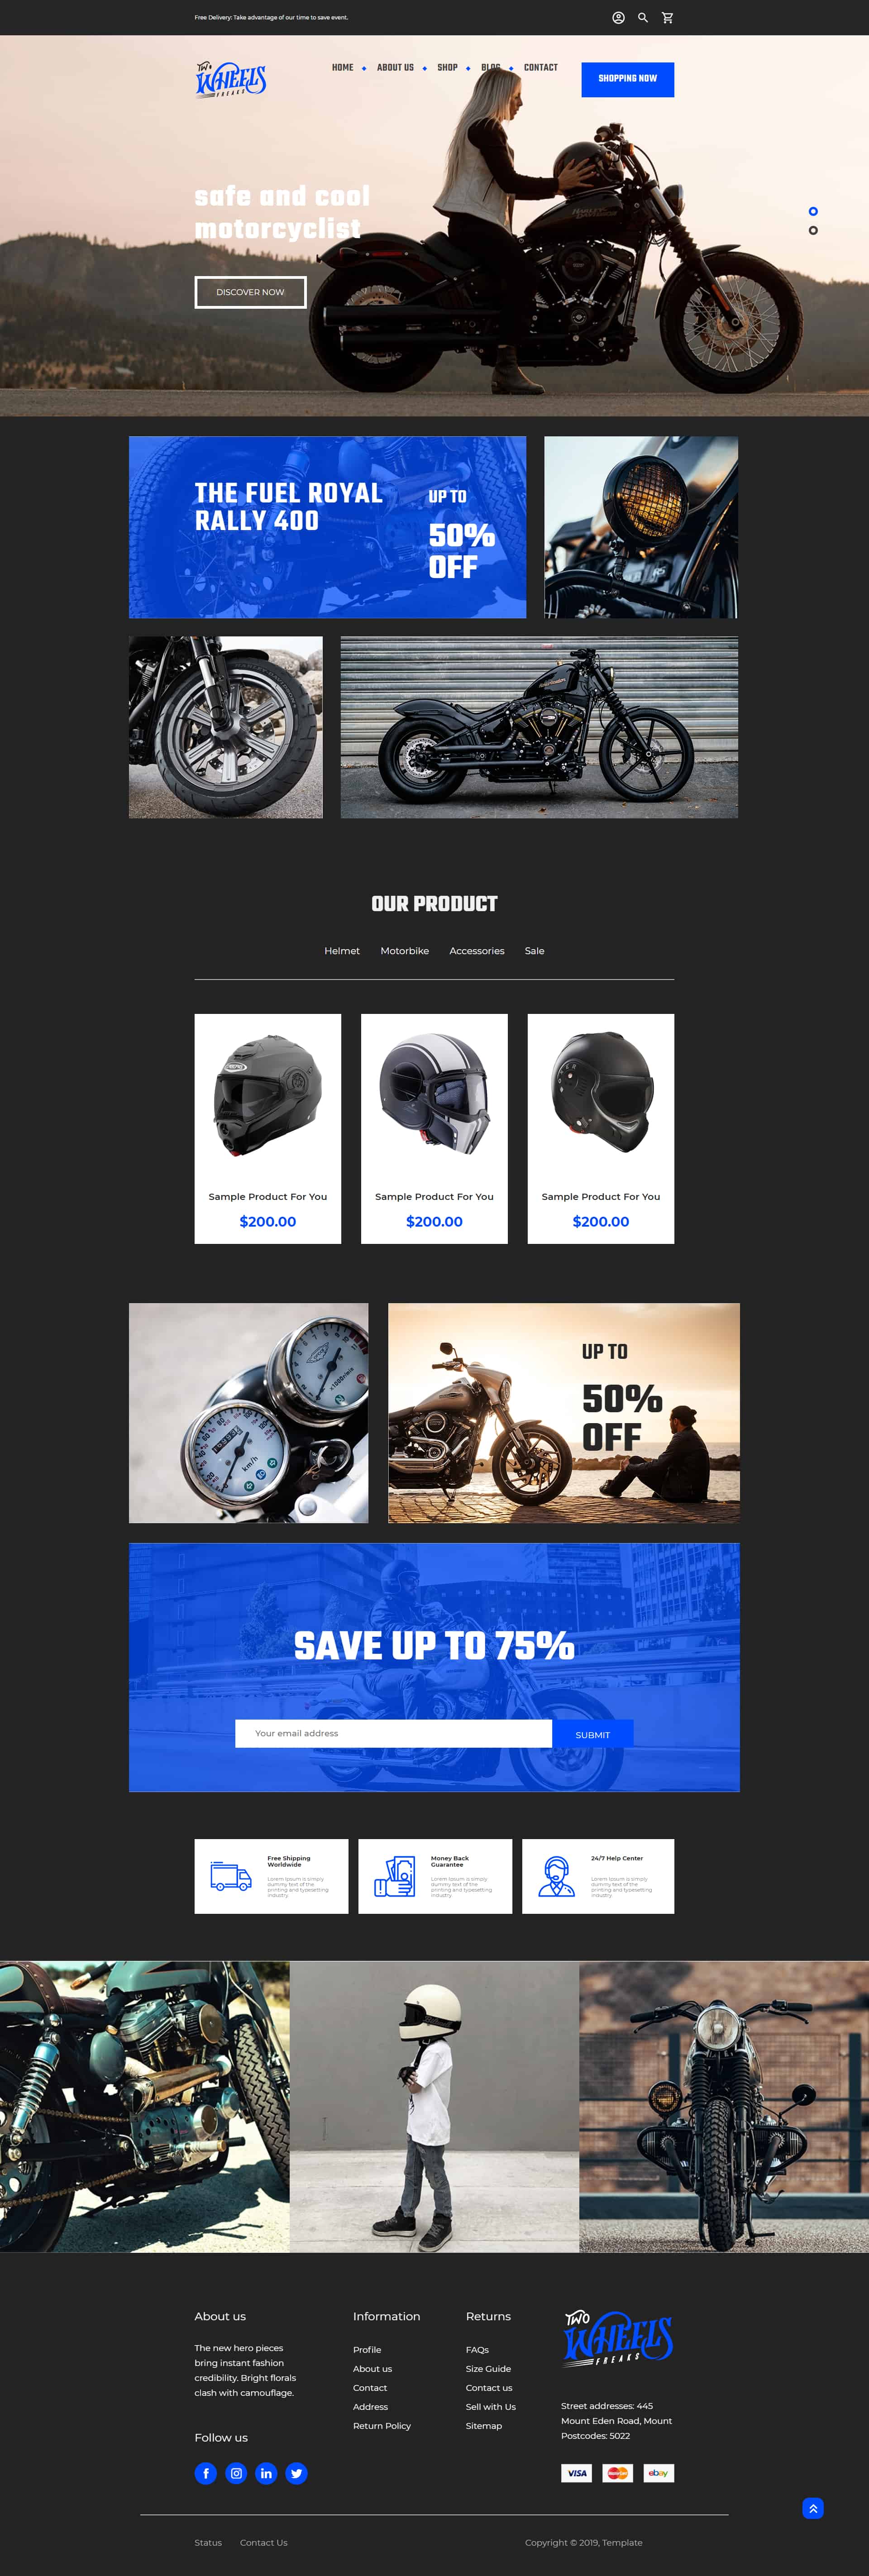 Free Delivery: Take advantage of our time to save event.
TWO
WHEELS
FREAKS
HOME
ABOUT US
SHOP
BLOG
CONTACT
SHOPPING NOW
safe and cool
motorcyclist
DISCOVER NOW
THE FUEL ROYAL
RALLY 400
UP TO
50%
OFF
OUR PRODUCT
Helmet
Motorbike
Accessories
Sale
Sample Product For You
$200.00
Sample Product For You
$200.00
Sample Product For You
$200.00
UP TO
50%
OFF
SAVE UP TO 75%
Your email address
SUBMIT
Free Shipping
Worldwide
Lorem Ipsum is simply
dummy text of the
printing and typesetting
industry.
Money Back
Guarantee
Lorem Ipsum is simply
dummy text of the
printing and typesetting
industry.
24/7 Help Center
Lorem Ipsum is simply
dummy text of the
printing and typesetting
industry.
About us
The new hero pieces
bring instant fashion
credibility. Bright florals
clash with camouflage.
Follow us
Information
Profile
About us
Contact
Address
Return Policy
Returns
FAQs
Size Guide
Contact us
Sell with Us
Sitemap
TWO
WHEELS
FREAKS
Street addresses: 445
Mount Eden Road, Mount
Postcodes: 5022
VISA
MasterCard
ebay
Status
Contact Us
Copyright © 2019, Template